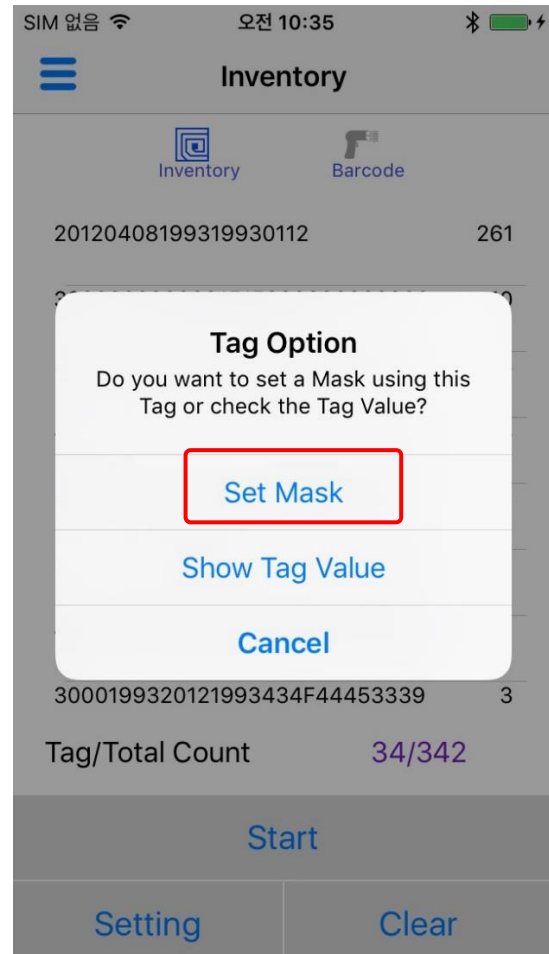 SIM 없음 오전 10:35
Inventory
Inventory Barcode
20120408199319930112 261
Tag Option
Do you want to set a Mask using this
Tag or check the Tag Value?
Set Mask
Show Tag Value
Cancel
3000199320121993434F44453339 3
Tag/Total Count 34/342
Start
Setting Clear